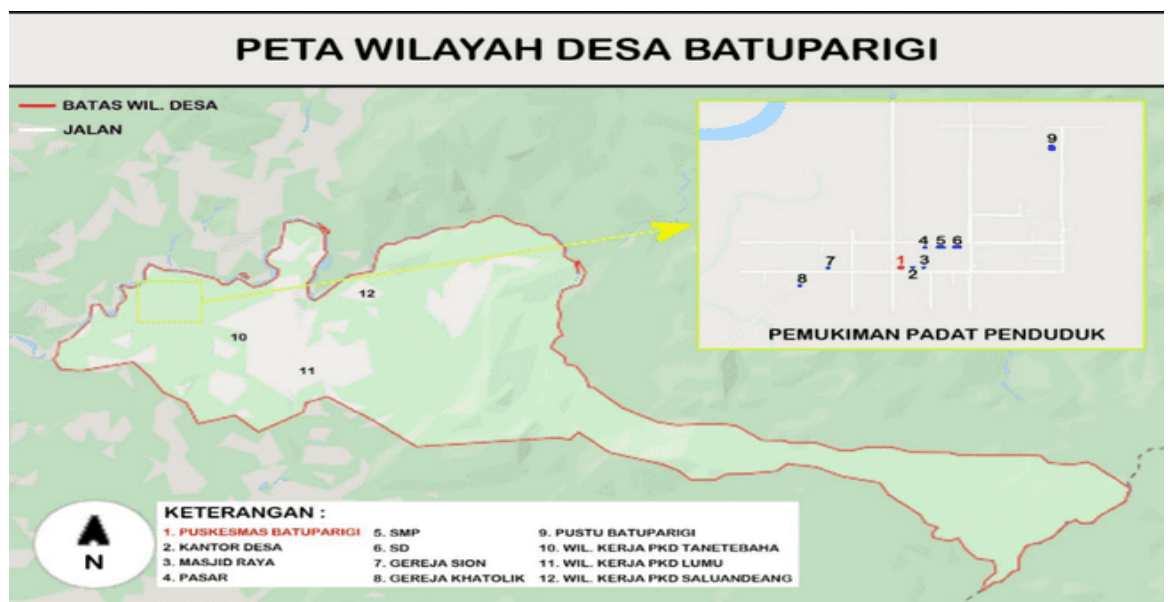 PETA WILAYAH DESA BATUPARIGI
BATAS WIL. DESA
JALAN
9
4 5 6
7 1 2 3
8
PEMUKIMAN PADAT PENDUDUK
12
10
11
KETERANGAN :
1. PUSKESMAS BATUPARIGI
2. KANTOR DESA
3. MASJID RAYA
4. PASAR
5. SMP
6. SD
7. GEREJA SION
8. GEREJA KHATOLIK
9. PUSTU BATUPARIGI
10. WIL. KERJA PKD TANETEBAHA
11. WIL. KERJA PKD LUMU
12. WIL. KERJA PKD SALUANDEANG
N